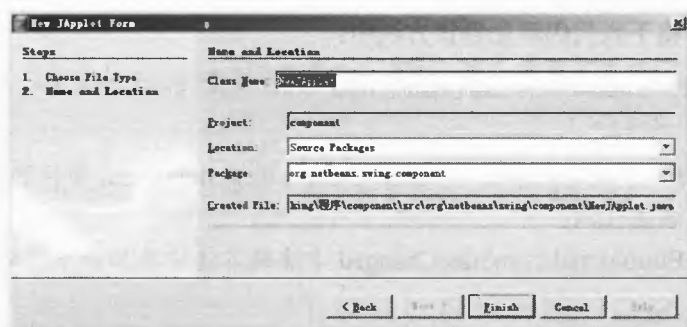 New JApplet Form
Steps
1. Choose File Type
2. Name and Location
Name and Location
Class Name:
Project: component
Location: Source Packages
Package: org.netbeans.swing.component
Created File: king\程序\component\src\org\netbeans\swing\component\NewJApplet.java
< Back
Next >
Finish
Cancel
Help